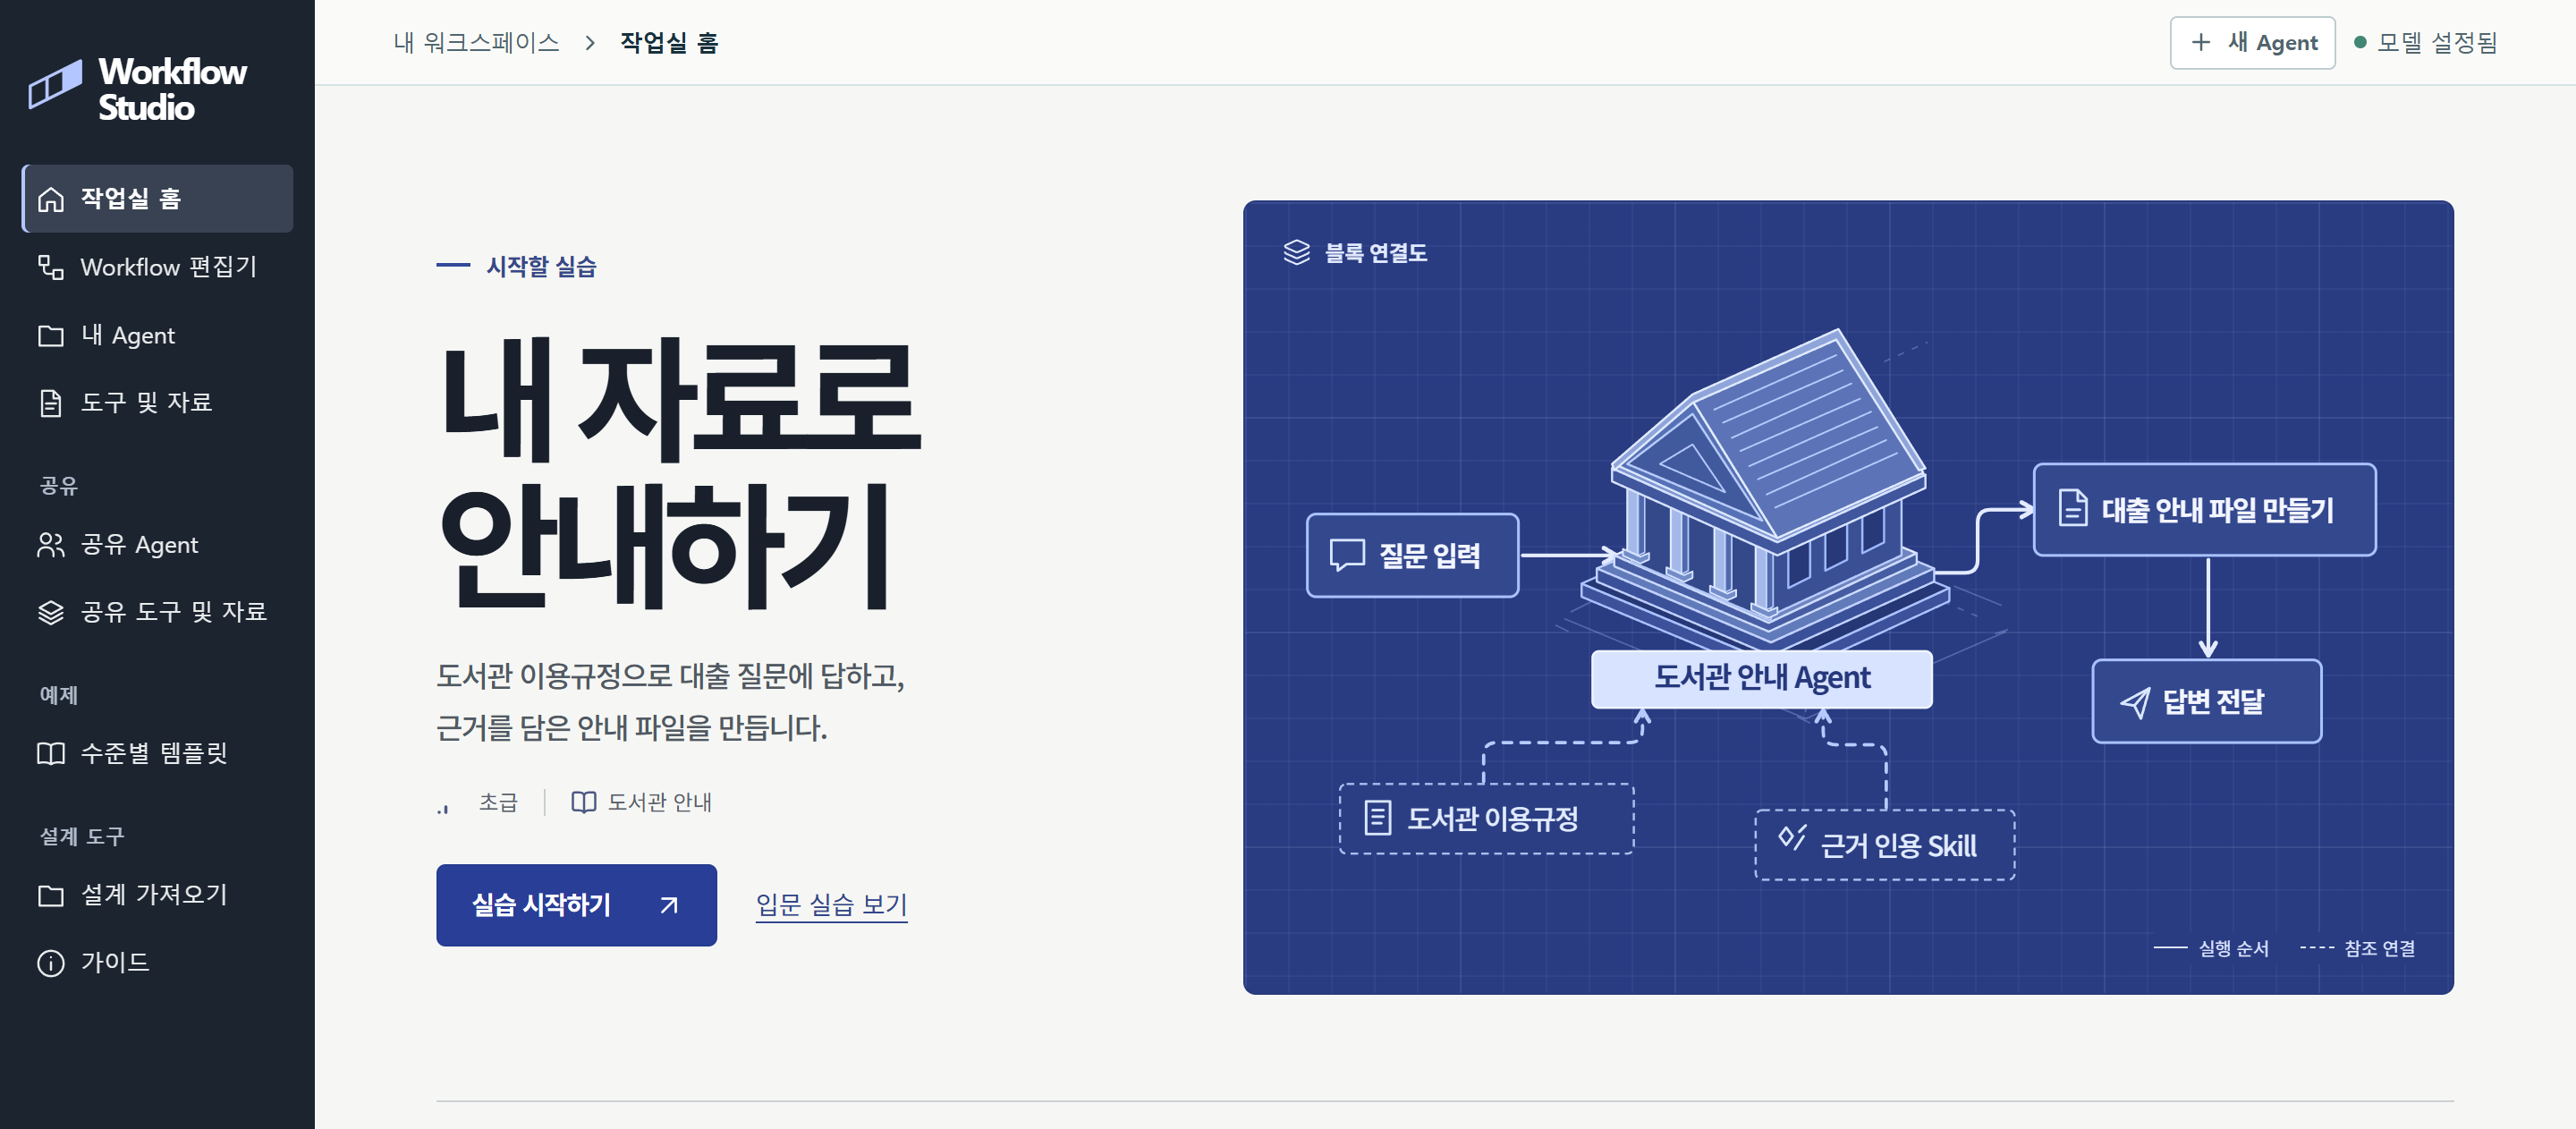 Workflow
Studio
작업실 홈
Workflow 편집기
내 Agent
도구 및 자료
공유
공유 Agent
공유 도구 및 자료
예제
수준별 템플릿
설계 도구
설계 가져오기
가이드
내 워크스페이스 > 작업실 홈
+ 새 Agent
모델 설정됨
시작할 실습
내 자료로
안내하기
도서관 이용규정으로 대출 질문에 답하고,
근거를 담은 안내 파일을 만듭니다.
초급
도서관 안내
실습 시작하기
입문 실습 보기
블록 연결도
질문 입력
대출 안내 파일 만들기
도서관 안내 Agent
답변 전달
도서관 이용규정
근거 인용 Skill
실행 순서
참조 연결